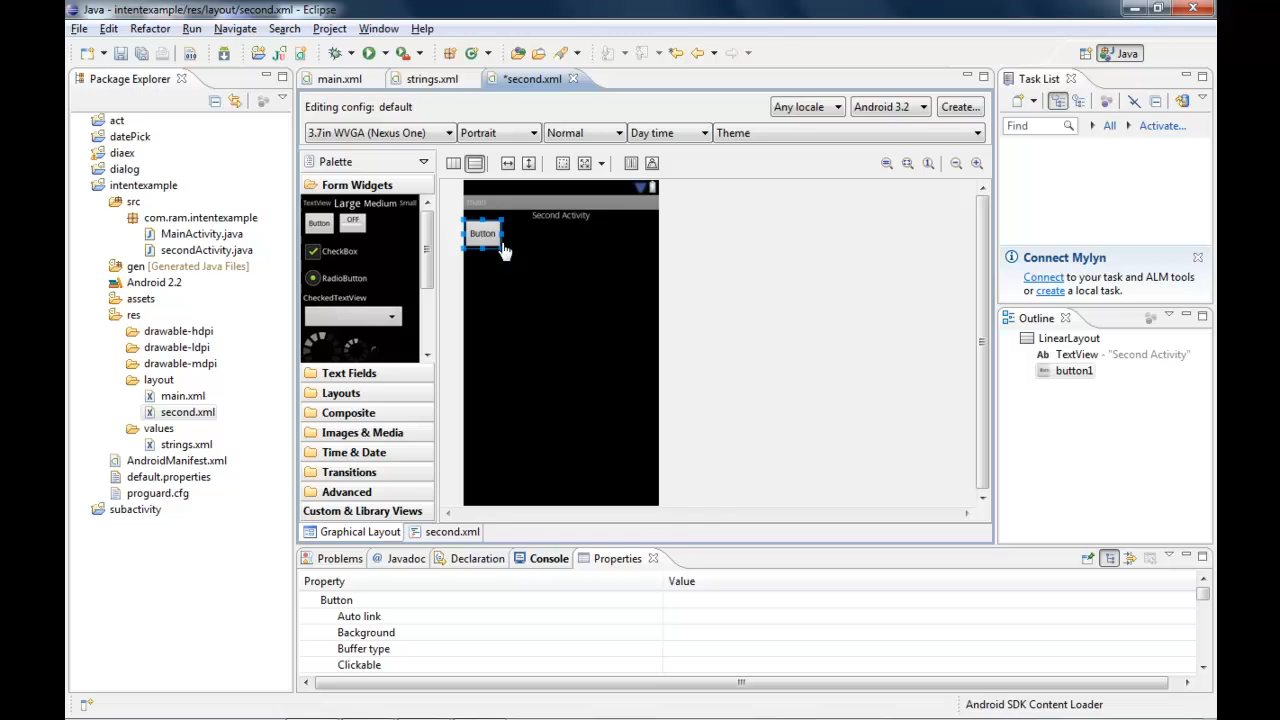 Java - intentexample/res/layout/second.xml - Eclipse
File Edit Refactor Run Navigate Search Project Window Help
Java
Package Explorer
act
datePick
diaex
dialog
intentexample
src
com.ram.intentexample
MainActivity.java
secondActivity.java
gen [Generated Java Files]
Android 2.2
assets
res
drawable-hdpi
drawable-ldpi
drawable-mdpi
layout
main.xml
second.xml
values
strings.xml
AndroidManifest.xml
default.properties
proguard.cfg
subactivity
main.xml strings.xml *second.xml
Editing config: default Any locale Android 3.2 Create...
3.7in WVGA (Nexus One) Portrait Normal Day time Theme
Palette
Form Widgets
TextView Large Medium Small
Button OFF
CheckBox
RadioButton
CheckedTextView
Text Fields
Layouts
Composite
Images & Media
Time & Date
Transitions
Advanced
Custom & Library Views
main
Second Activity
Button
Graphical Layout second.xml
Task List
Find All Activate...
Connect Mylyn
Connect to your task and ALM tools
or create a local task.
Outline
LinearLayout
Ab TextView - "Second Activity"
button1
Problems @ Javadoc Declaration Console Properties
Property Value
Button
Auto link
Background
Buffer type
Clickable
Android SDK Content Loader